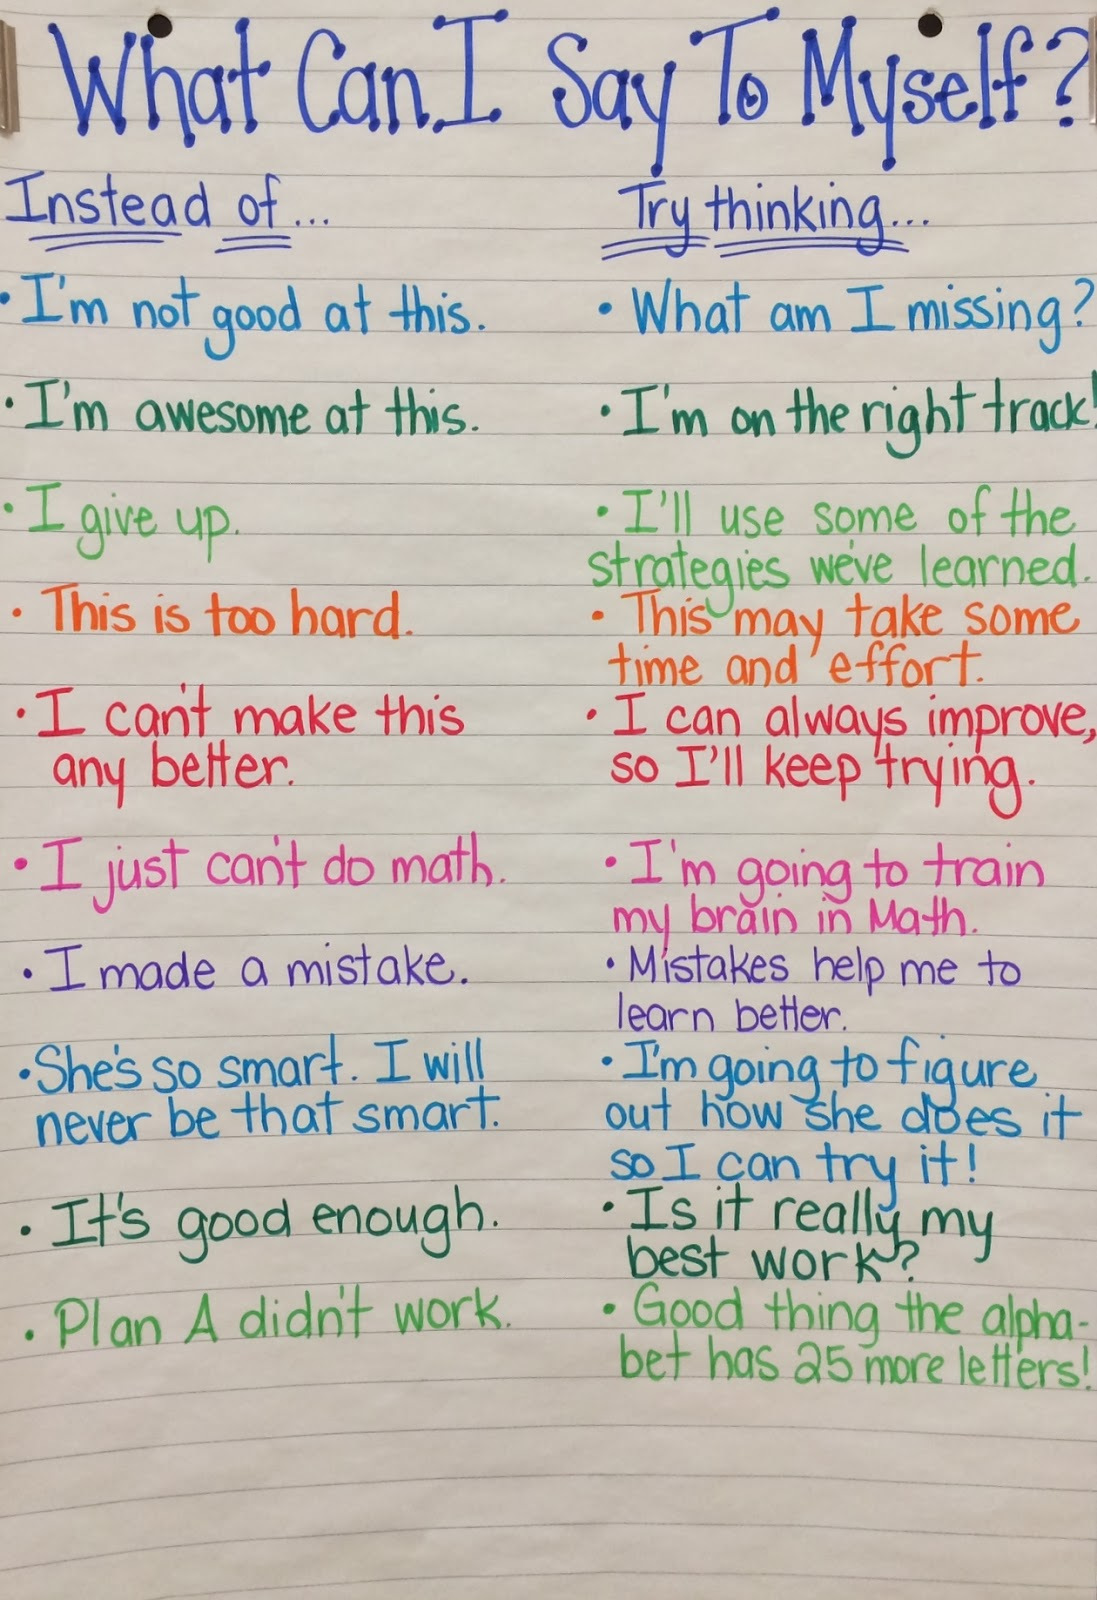 What Can I Say To Myself?
Instead of... Try thinking...
• I'm not good at this. • What am I missing?
• I'm awesome at this. • I'm on the right track!
• I give up. • I'll use some of the
strategies we've learned.
• This is too hard. • This may take some
time and effort.
• I can't make this • I can always improve,
any better. so I'll keep trying.
• I just can't do math. • I'm going to train
my brain in Math.
• I made a mistake. • Mistakes help me to
learn better.
• She's so smart. I will • I'm going to figure
never be that smart. out how she does it
so I can try it!
• It's good enough. • Is it really my
best work?
• Plan A didn't work. • Good thing the alpha-
bet has 25 more letters!